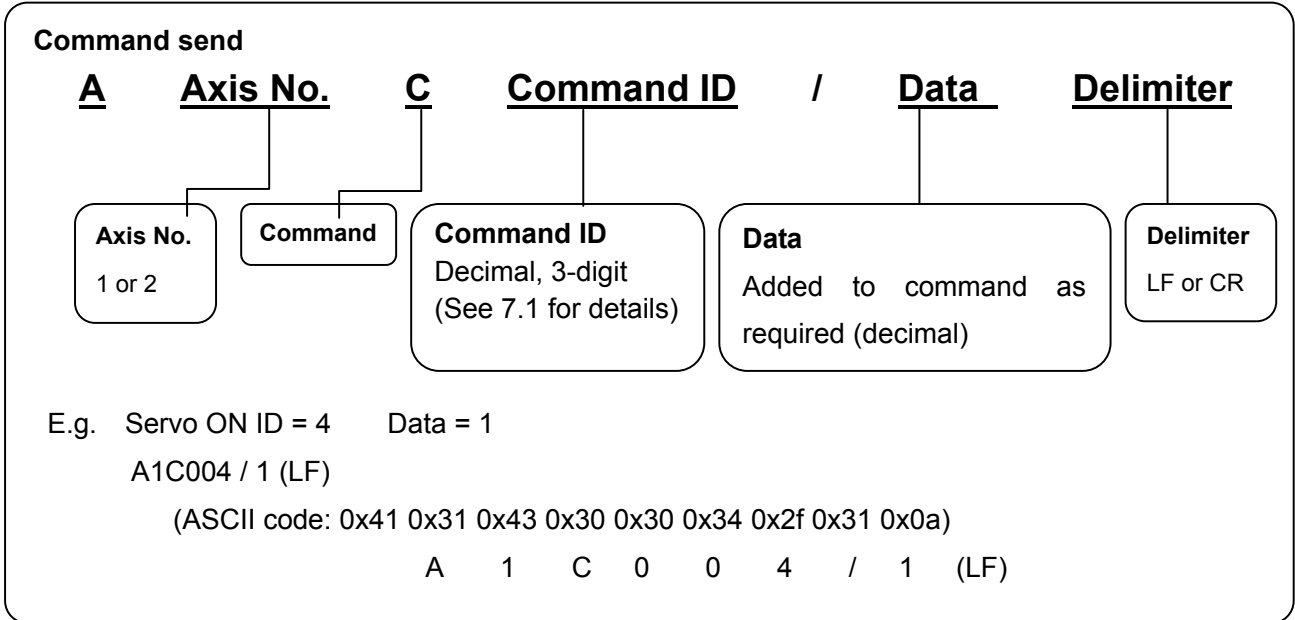 Command send
A Axis No. C Command ID / Data Delimiter
Axis No.
1 or 2
Command
Command ID
Decimal, 3-digit
(See 7.1 for details)
Data
Added to command as
required (decimal)
Delimiter
LF or CR
E.g. Servo ON ID = 4 Data = 1
A1C004 / 1 (LF)
(ASCII code: 0x41 0x31 0x43 0x30 0x30 0x34 0x2f 0x31 0x0a)
A 1 C 0 0 4 / 1 (LF)